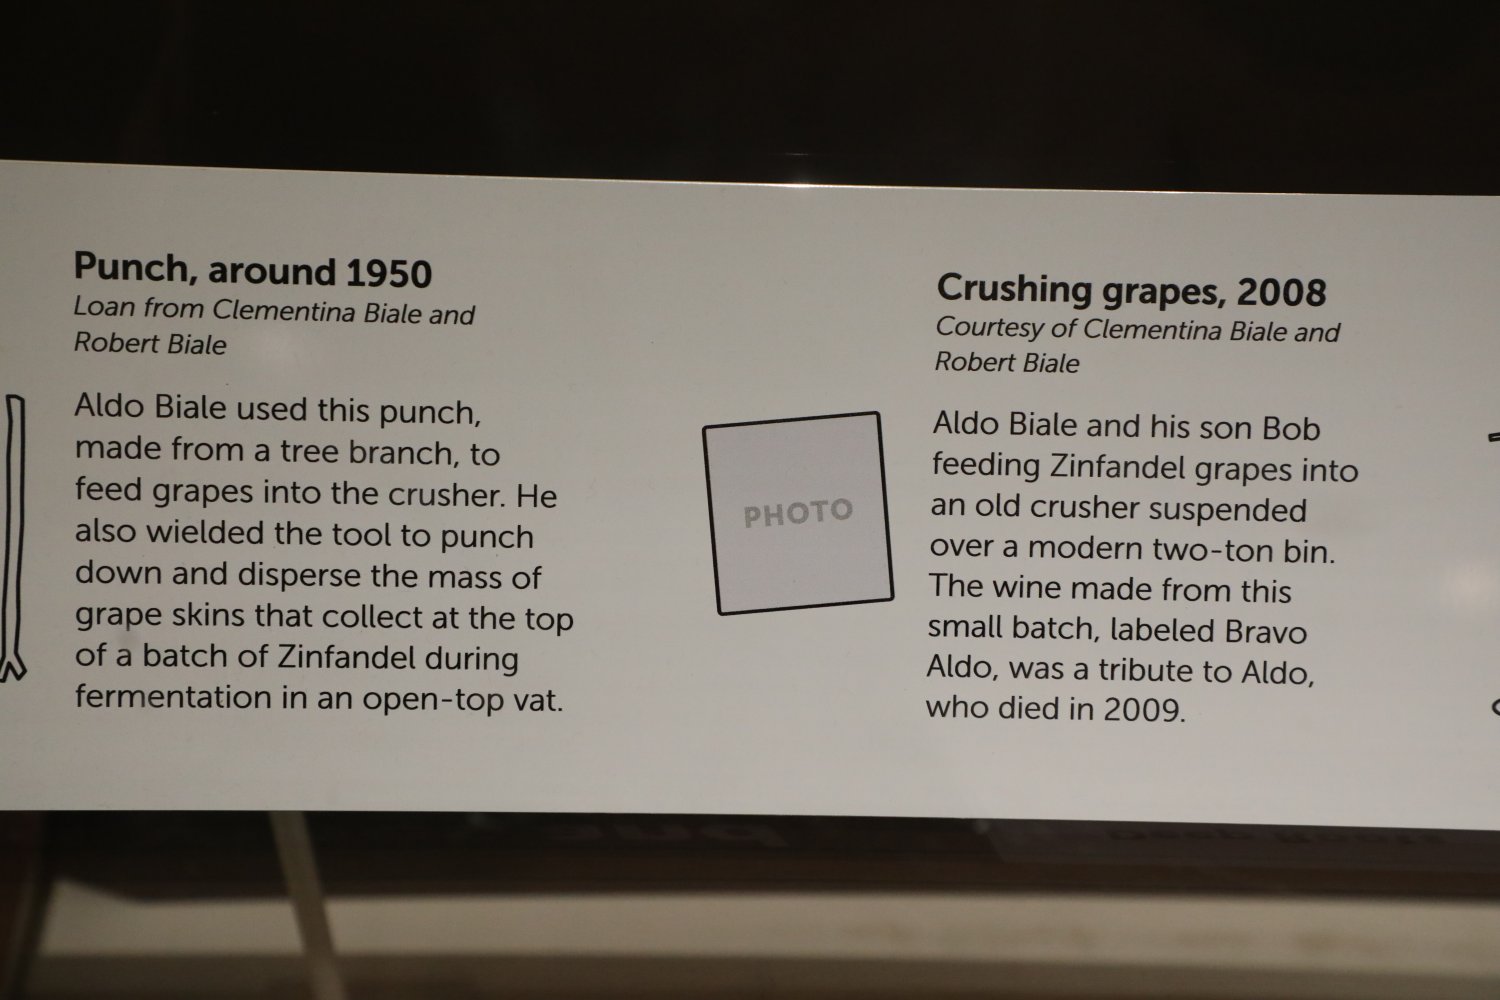 Punch, around 1950
Loan from Clementina Biale and
Robert Biale
Aldo Biale used this punch,
made from a tree branch, to
feed grapes into the crusher. He
also wielded the tool to punch
down and disperse the mass of
grape skins that collect at the top
of a batch of Zinfandel during
fermentation in an open-top vat.
PHOTO
Crushing grapes, 2008
Courtesy of Clementina Biale and
Robert Biale
Aldo Biale and his son Bob
feeding Zinfandel grapes into
an old crusher suspended
over a modern two-ton bin.
The wine made from this
small batch, labeled Bravo
Aldo, was a tribute to Aldo,
who died in 2009.